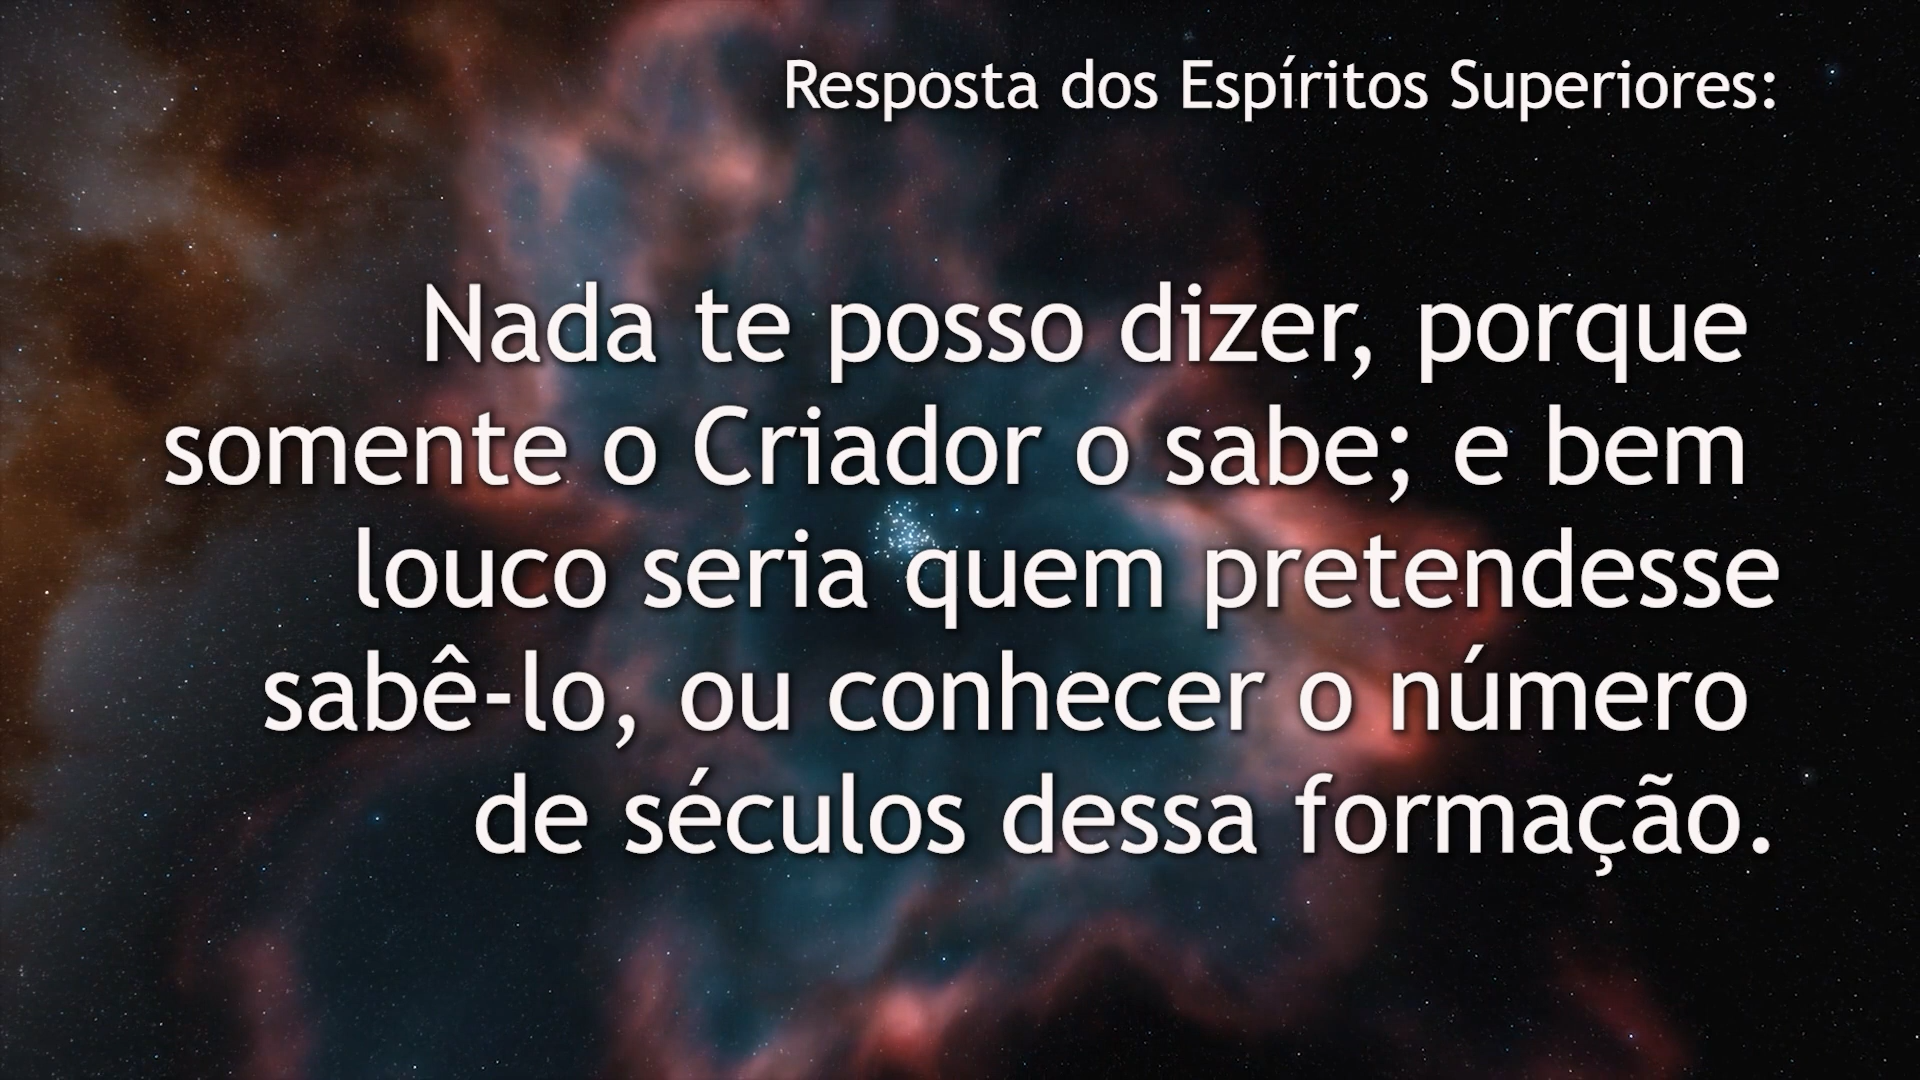 Resposta dos Espíritos Superiores:
Nada te posso dizer, porque
somente o Criador o sabe; e bem
louco seria quem pretendesse
sabê-lo, ou conhecer o número
de séculos dessa formação.